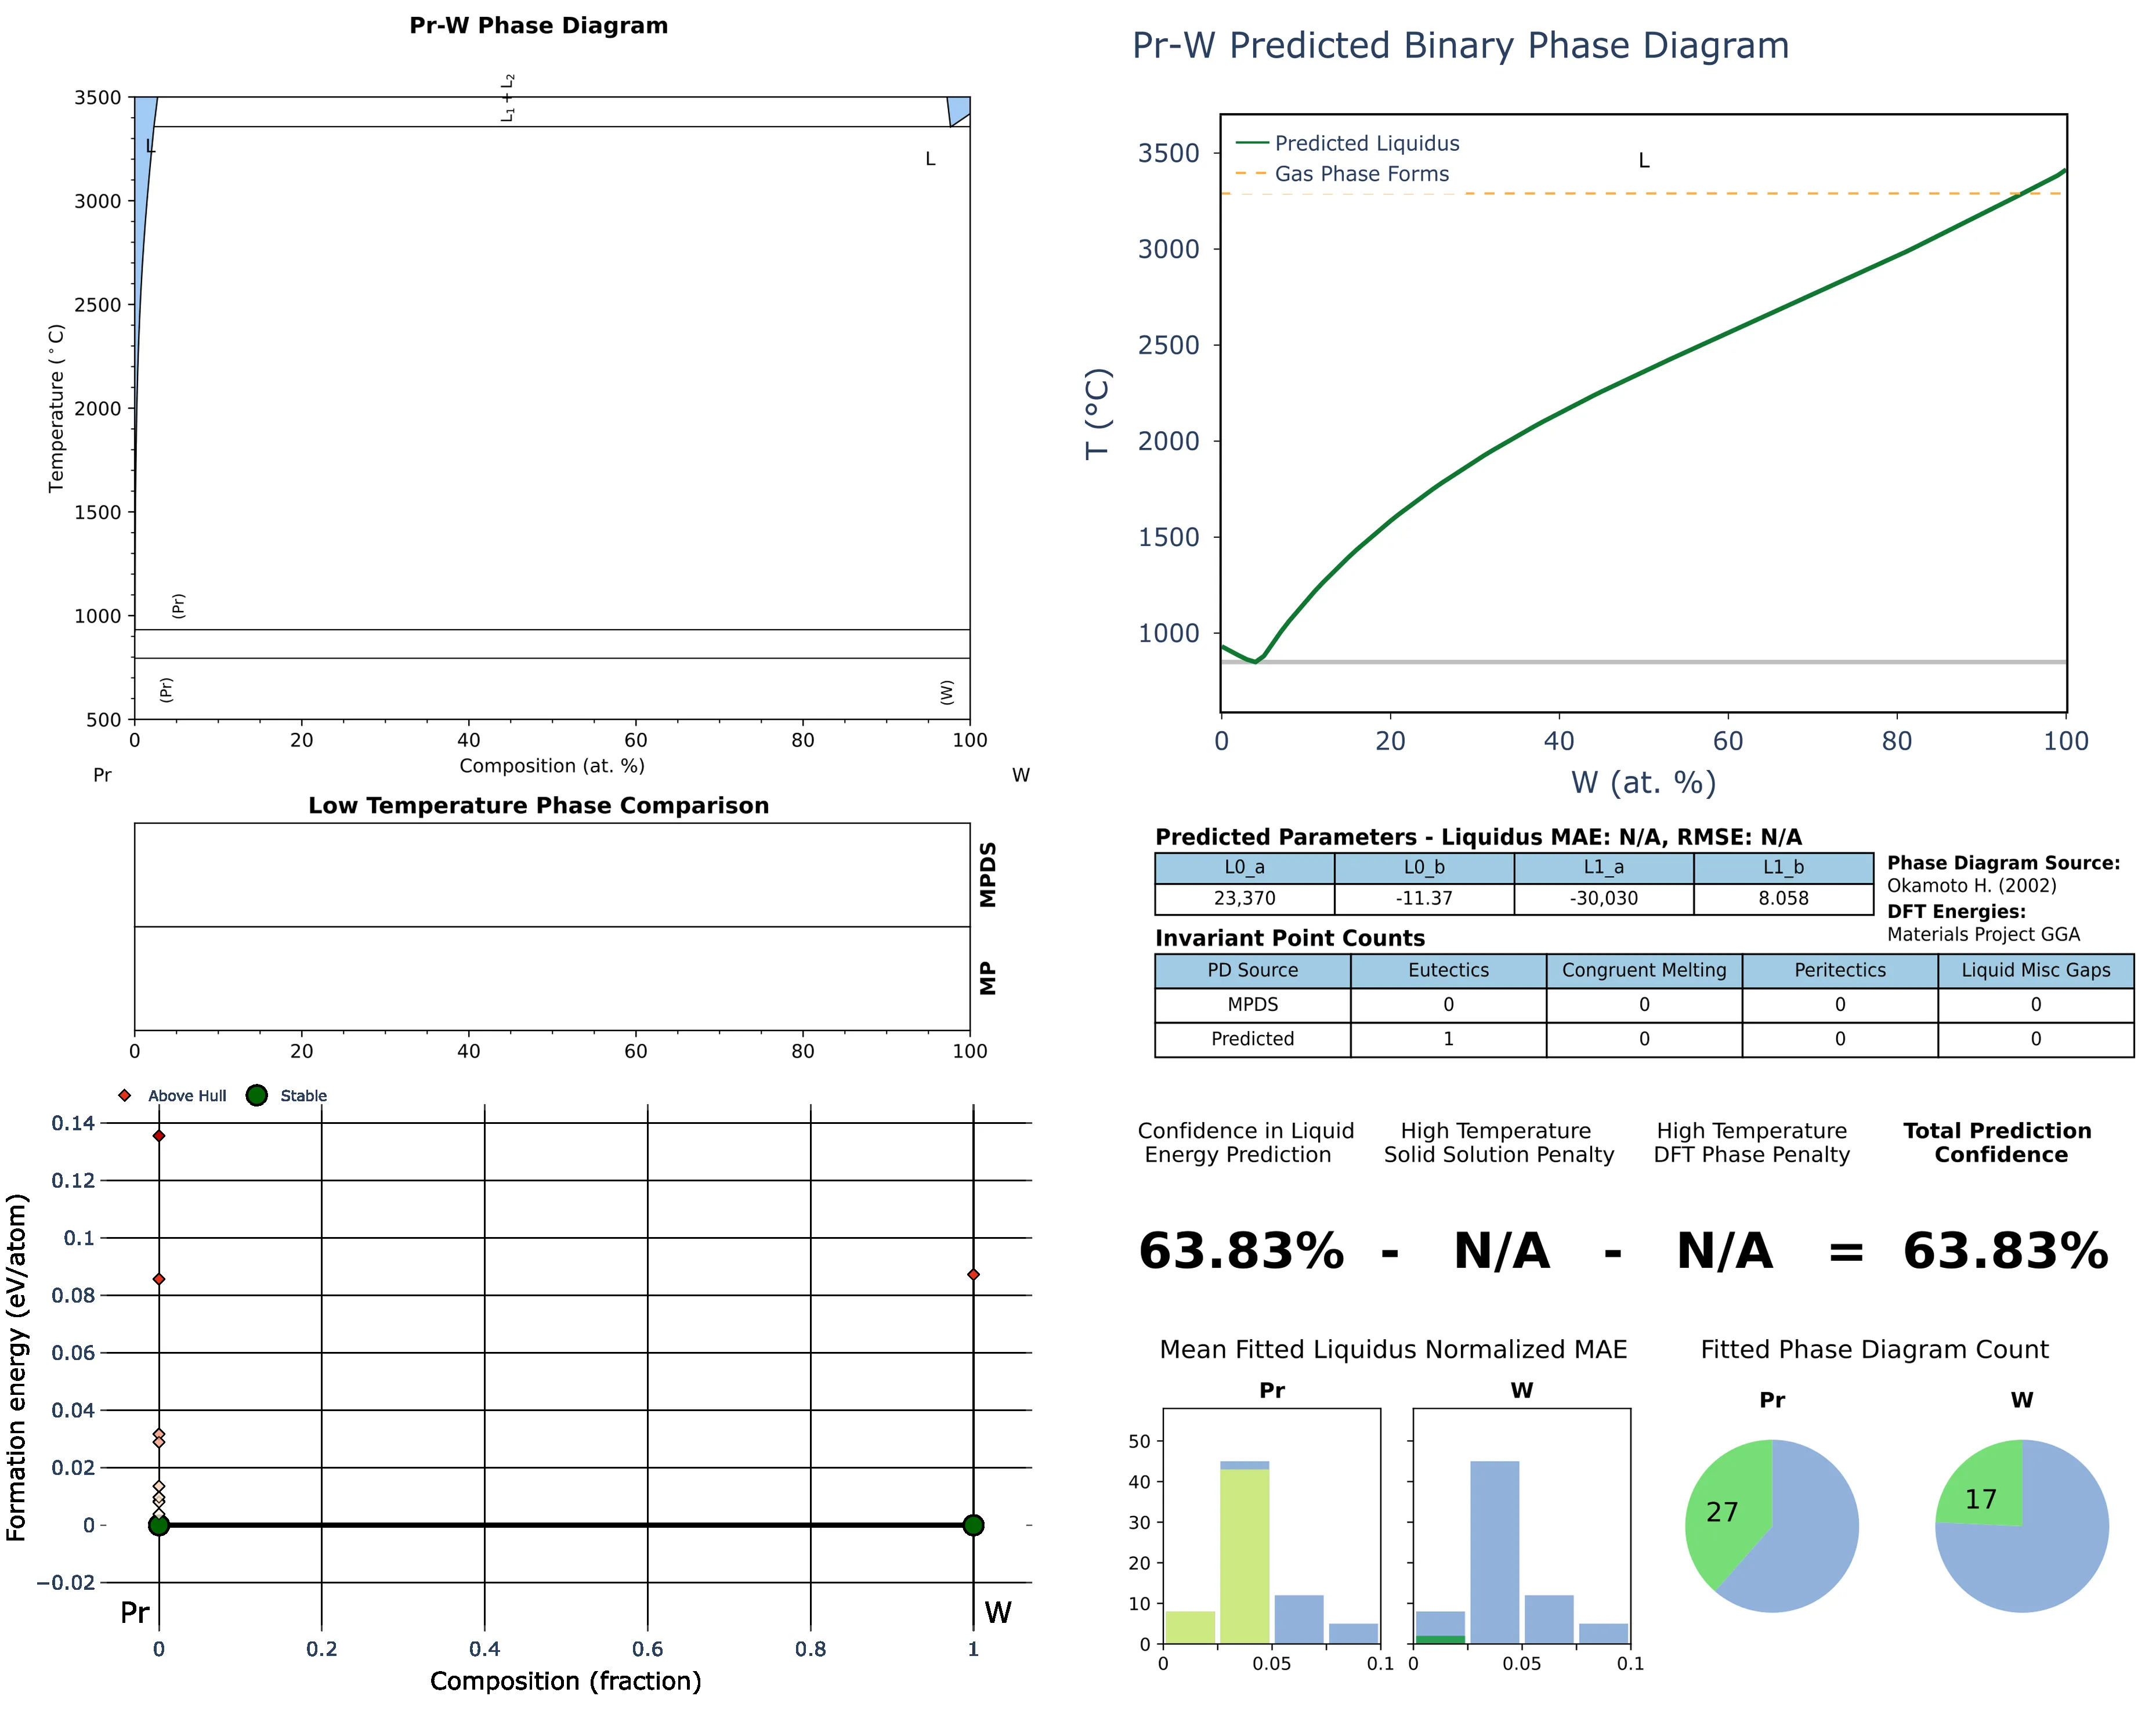 Pr-W Phase Diagram
3500
3000
2500
2000
1500
1000
500
Temperature (°C)
L₁ + L₂
L
L
(Pr)
(Pr)
(W)
0 20 40 60 80 100
Composition (at. %)
Pr W
Low Temperature Phase Comparison
MPDS
MP
0 20 40 60 80 100
Above Hull Stable
0.14
0.12
0.1
0.08
0.06
0.04
0.02
0
−0.02
Formation energy (eV/atom)
Pr W
0 0.2 0.4 0.6 0.8 1
Composition (fraction)
Pr-W Predicted Binary Phase Diagram
Predicted Liquidus
Gas Phase Forms
L
3500
3000
2500
2000
1500
1000
T (°C)
0 20 40 60 80 100
W (at. %)
Predicted Parameters - Liquidus MAE: N/A, RMSE: N/A
L0_a L0_b L1_a L1_b
23,370 -11.37 -30,030 8.058
Phase Diagram Source:
Okamoto H. (2002)
DFT Energies:
Materials Project GGA
Invariant Point Counts
PD Source Eutectics Congruent Melting Peritectics Liquid Misc Gaps
MPDS 0 0 0 0
Predicted 1 0 0 0
Confidence in Liquid
Energy Prediction
High Temperature
Solid Solution Penalty
High Temperature
DFT Phase Penalty
Total Prediction
Confidence
63.83% - N/A - N/A = 63.83%
Mean Fitted Liquidus Normalized MAE
Pr W
50
40
30
20
10
0
0 0.05 0.1 0 0.05 0.1
Fitted Phase Diagram Count
Pr W
27 17